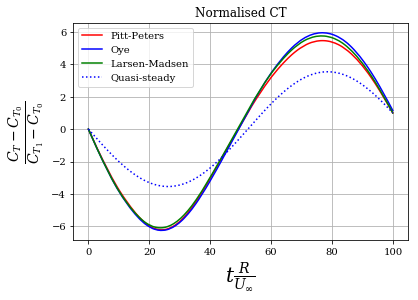 Normalised CT
Pitt-Peters
Oye
Larsen-Madsen
Quasi-steady
6
4
2
0
−2
−4
−6
0 20 40 60 80 100
$\frac{C_T - C_{T_0}}{C_{T_1} - C_{T_0}}$
$t\frac{R}{U_\infty}$